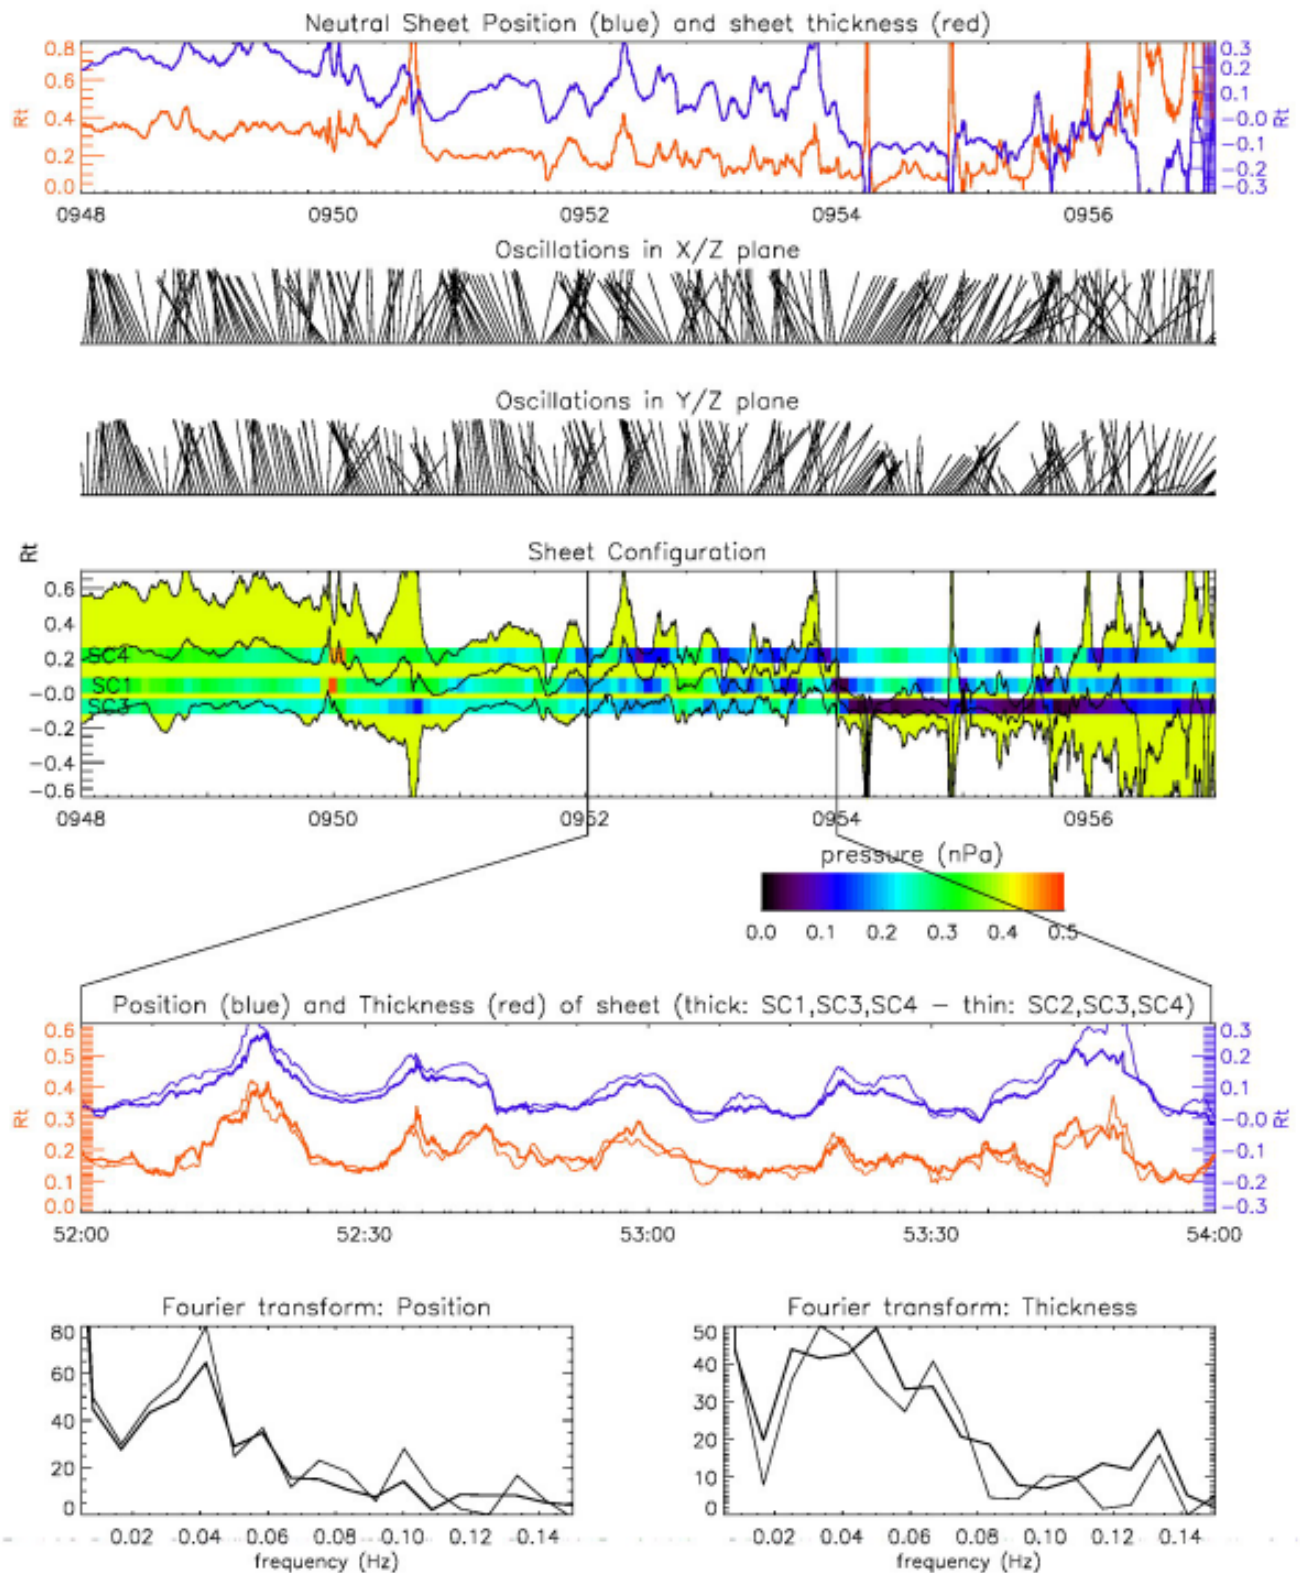 Neutral Sheet Position (blue) and sheet thickness (red)
0.8
0.6
0.4
0.2
0.0
Rt
0.3
0.2
0.1
-0.0
-0.1
-0.2
-0.3
Rt
0948 0950 0952 0954 0956
Oscillations in X/Z plane
Oscillations in Y/Z plane
Rt
Sheet Configuration
0.6
0.4
0.2
-0.0
-0.2
-0.4
-0.6
SC4
SC1
SC3
0948 0950 0952 0954 0956
pressure (nPa)
0.0 0.1 0.2 0.3 0.4 0.5
Position (blue) and Thickness (red) of sheet (thick: SC1,SC3,SC4 - thin: SC2,SC3,SC4)
0.6
0.5
0.4
0.3
0.2
0.1
0.0
Rt
0.3
0.2
0.1
-0.0
-0.1
-0.2
-0.3
Rt
52:00 52:30 53:00 53:30 54:00
Fourier transform: Position
80
60
40
20
0
0.02 0.04 0.06 0.08 0.10 0.12 0.14
frequency (Hz)
Fourier transform: Thickness
50
40
30
20
10
0
0.02 0.04 0.06 0.08 0.10 0.12 0.14
frequency (Hz)